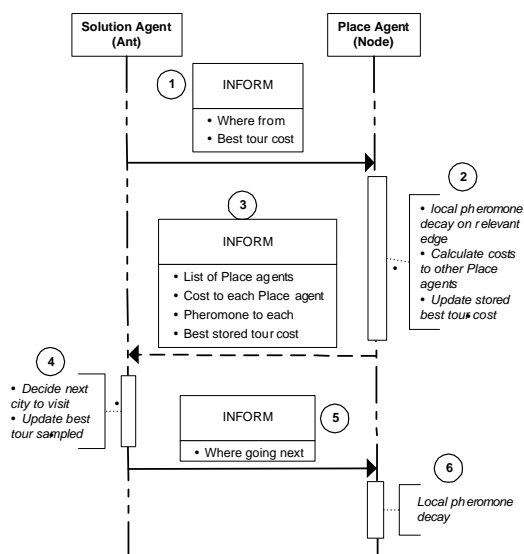 Solution Agent
(Ant)
Place Agent
(Node)
1
INFORM
• Where from
• Best tour cost
2
• local pheromone
decay on relevant
edge
• Calculate costs
to other Place
agents
• Update stored
best tour cost
3
INFORM
• List of Place agents
• Cost to each Place agent
• Pheromone to each
• Best stored tour cost
4
• Decide next
city to visit
• Update best
tour sampled
INFORM
5
• Where going next
6
Local pheromone
decay